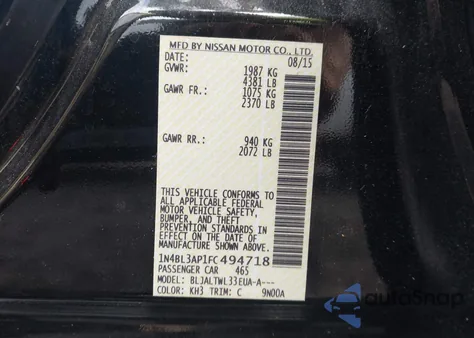 MFD BY NISSAN MOTOR CO., LTD.
DATE: 08/15
GVWR: 1987 KG
4381 LB
GAWR FR.: 1075 KG
2370 LB
GAWR RR.: 940 KG
2072 LB
THIS VEHICLE CONFORMS TO
ALL APPLICABLE FEDERAL
MOTOR VEHICLE SAFETY,
BUMPER, AND THEFT
PREVENTION STANDARDS IN
EFFECT ON THE DATE OF
MANUFACTURE SHOWN ABOVE.
1N4BL3AP1FC494718
PASSENGER CAR 465
MODEL: BLJALTWL33EUA-A---
COLOR: KH3 TRIM: C 9N00A
autoSnap